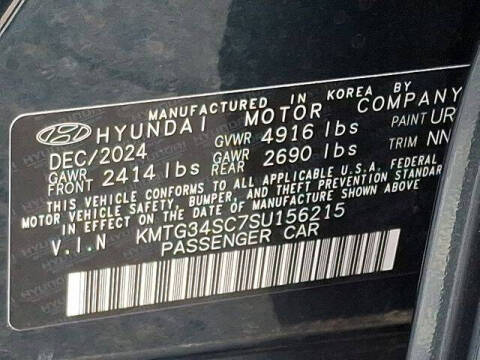 MANUFACTURED IN KOREA BY
HYUNDAI MOTOR COMPANY
DEC/2024 GVWR 4916 lbs PAINT UR
GAWR FRONT 2414 lbs GAWR REAR 2690 lbs TRIM NN
THIS VEHICLE CONFORMS TO ALL APPLICABLE U.S.A. FEDERAL
MOTOR VEHICLE SAFETY, BUMPER, AND THEFT PREVENTION STANDARDS
IN EFFECT ON THE DATE OF MANUFACTURE SHOWN ABOVE.
V.I.N KMTG34SC7SU156215
PASSENGER CAR